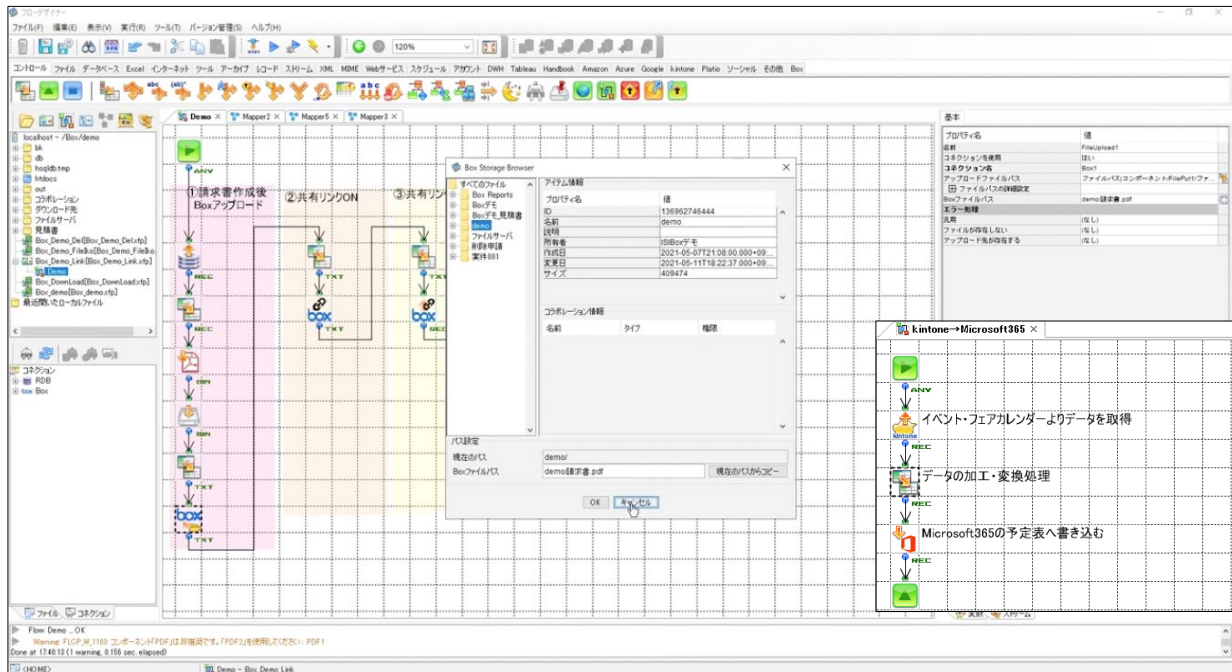 フローデザイナー
ファイル(F) 編集(E) 表示(V) 実行(R) ツール(T) バージョン管理(S) ヘルプ(H)
120%
コントロール ファイル データベース Excel インターネット ツール アーカイブ レコード ストリーム XML MIME Webサービス スケジュール アカウント DWH Tableau Handbook Amazon Azure Google kintone Platio ソーシャル その他 Box
localhost - /Box/demo
bk
db
hsqldb.tmp
htdocs
out
コラボレーション
ダウンロード先
ファイルサーバ
見積書
Box_Demo_Del[Box_Demo_Del.xfp]
Box_Demo_Link[Box_Demo_Link.xfp]
Demo
Box_DownLoad[Box_DownLoad.xfp]
Box_demo[Box_demo.xfp]
最近開いたローカルファイル
コネクション
RDB
Box
ファイル コネクション
Demo × Mapper2 × Mapper5 × Mapper3 ×
ANY
①請求書作成後
Boxアップロード
②共有リンクON
③共有リン
REC
REC
BIN
BIN
TXT
box
TXT
TXT
box
TXT
TXT
box
REC
Box Storage Browser
すべてのファイル
Box Reports
Boxデモ
Boxデモ_見積書
demo
ファイルサーバ
削除申請
案件001
アイテム情報
プロパティ名 値
ID 136962746444
名前 demo
説明
所有者 ISIBoxデモ
作成日 2021-05-07T21:08:00.000+09:...
変更日 2021-05-11T18:22:37.000+09:...
サイズ 409474
コラボレーション情報
名前 タイプ 権限
パス設定
現在のパス demo/
Boxファイルパス demo/請求書.pdf 現在のパスからコピー
OK キャンセル
基本
プロパティ名 値
名前 FileUpload1
コネクションを使用 はい
コネクション名 Box1
アップロードファイルパス ファイルパス(コンポーネント/FilePut1/ファ...
ファイルパスの詳細設定
Boxファイルパス demo/請求書.pdf
エラー処理
汎用 (なし)
ファイルが存在しない (なし)
アップロード先が存在する (なし)
kintone→Microsoft365 ×
ANY
kintone
イベント・フェアカレンダーよりデータを取得
REC
データの加工・変換処理
REC
Microsoft365の予定表へ書き込む
REC
Flow Demo ..OK
Warning: FLCP_W_1103 コンポーネント「PDF」は非推奨です。「PDF2」を使用してください : PDF1
Done at 17:40:13 (1 warning, 0.156 sec. elapsed)
<HOME> Demo - Box_Demo_Link